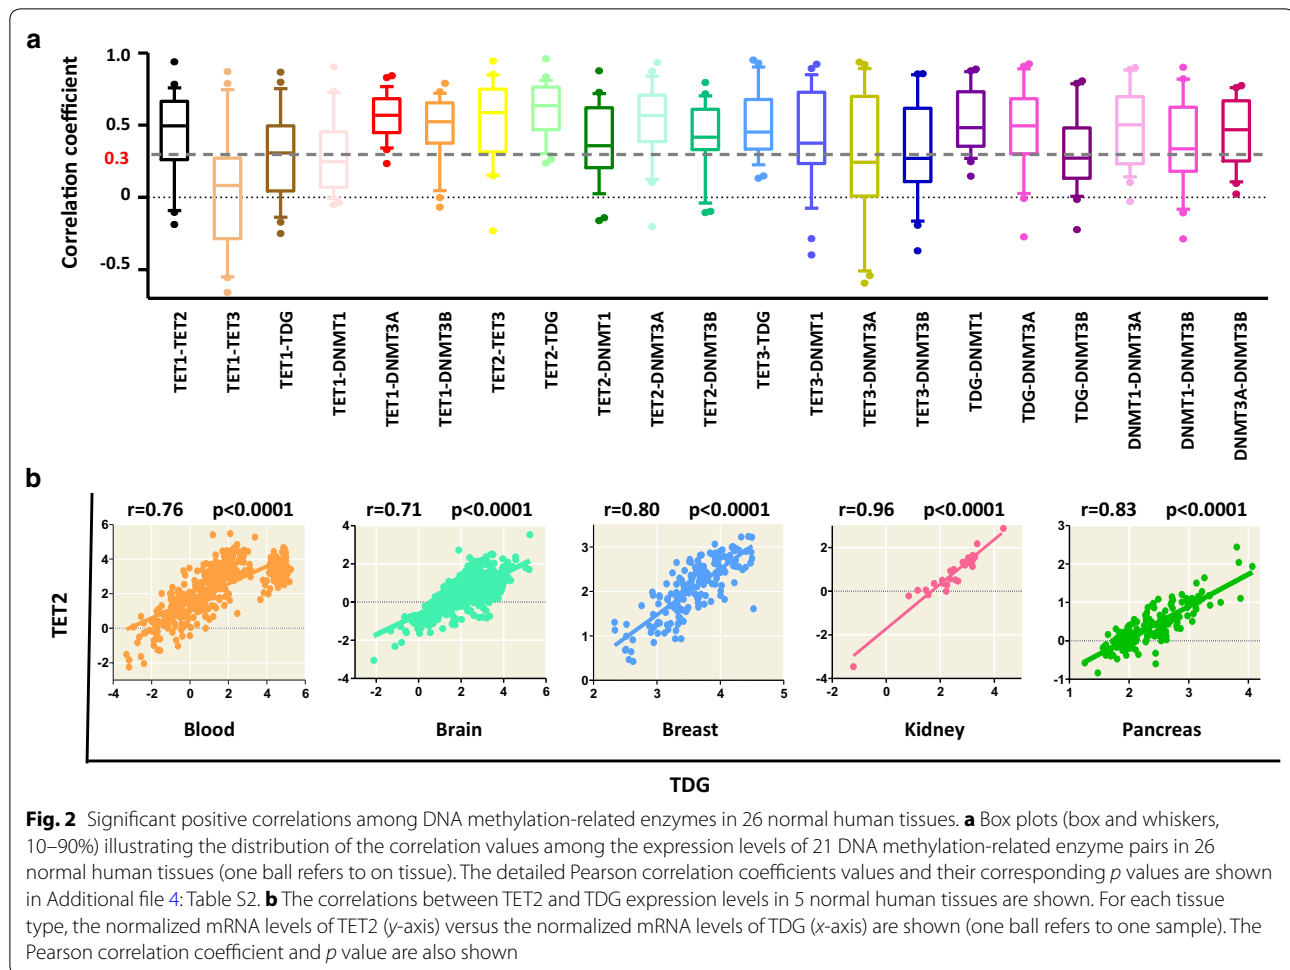 a
Correlation coefficient
1.0
0.5
0.3
0
-0.5
TET1-TET2
TET1-TET3
TET1-TDG
TET1-DNMT1
TET1-DNMT3A
TET1-DNMT3B
TET2-TET3
TET2-TDG
TET2-DNMT1
TET2-DNMT3A
TET2-DNMT3B
TET3-TDG
TET3-DNMT1
TET3-DNMT3A
TET3-DNMT3B
TDG-DNMT1
TDG-DNMT3A
TDG-DNMT3B
DNMT1-DNMT3A
DNMT1-DNMT3B
DNMT3A-DNMT3B
b
TET2
r=0.76 p<0.0001
6
4
2
0
-2
-4 -2 0 2 4 6
Blood
r=0.71 p<0.0001
4
2
0
-2
-4
-2 0 2 4 6
Brain
r=0.80 p<0.0001
3
2
1
0
2 3 4 5
Breast
r=0.96 p<0.0001
2
0
-2
-4
-2 0 2 4
Kidney
r=0.83 p<0.0001
3
2
1
0
-1
1 2 3 4
Pancreas
TDG
Fig. 2 Significant positive correlations among DNA methylation-related enzymes in 26 normal human tissues. a Box plots (box and whiskers,
10–90%) illustrating the distribution of the correlation values among the expression levels of 21 DNA methylation-related enzyme pairs in 26
normal human tissues (one ball refers to on tissue). The detailed Pearson correlation coefficients values and their corresponding p values are shown
in Additional file 4: Table S2. b The correlations between TET2 and TDG expression levels in 5 normal human tissues are shown. For each tissue
type, the normalized mRNA levels of TET2 (y-axis) versus the normalized mRNA levels of TDG (x-axis) are shown (one ball refers to one sample). The
Pearson correlation coefficient and p value are also shown